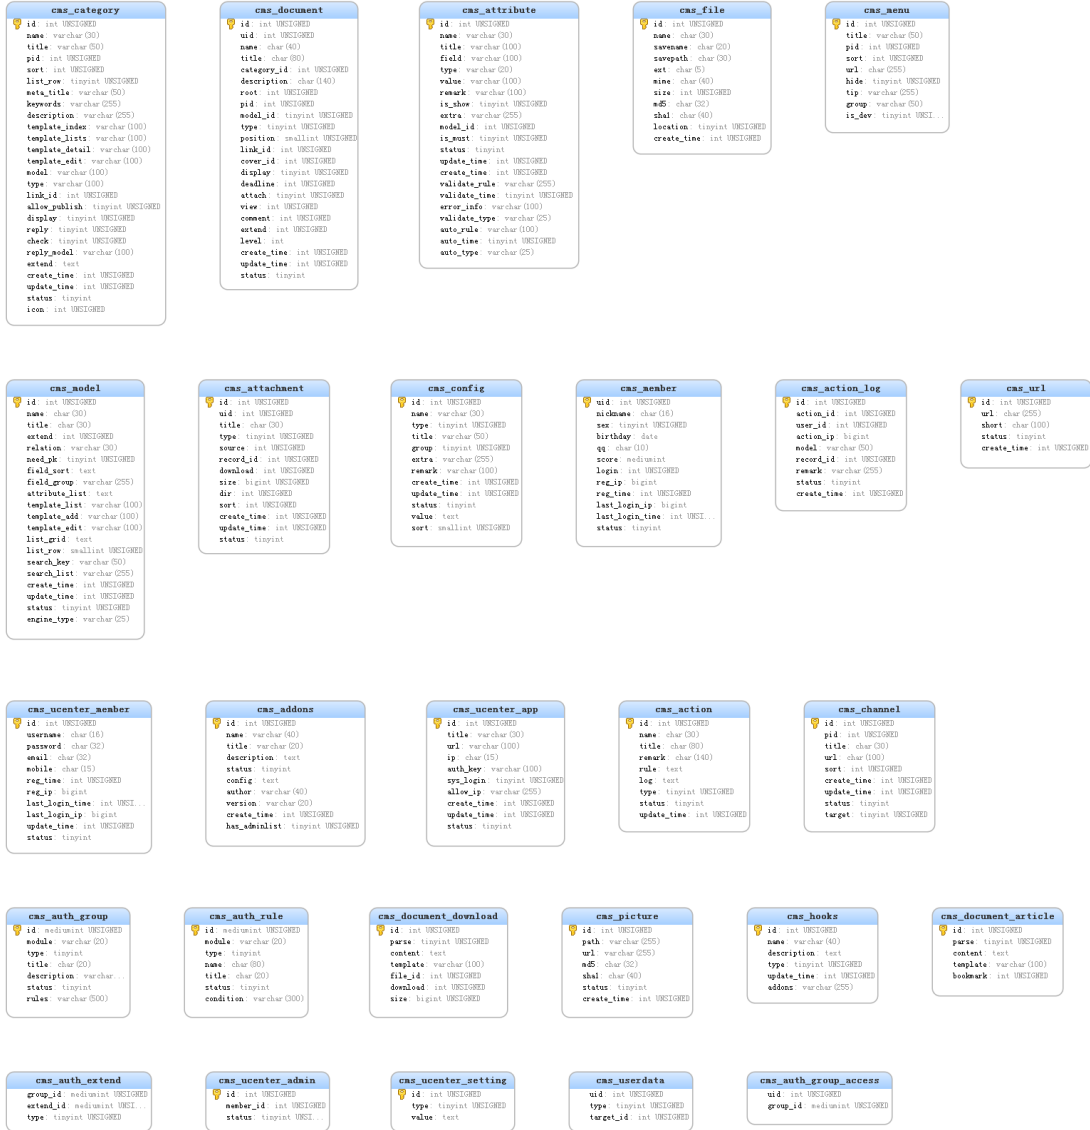 cms_category
id: int UNSIGNED
name: varchar(30)
title: varchar(50)
pid: int UNSIGNED
sort: int UNSIGNED
list_row: tinyint UNSIGNED
meta_title: varchar(50)
keywords: varchar(255)
description: varchar(255)
template_index: varchar(100)
template_lists: varchar(100)
template_detail: varchar(100)
template_edit: varchar(100)
model: varchar(100)
type: varchar(100)
link_id: int UNSIGNED
allow_publish: tinyint UNSIGNED
display: tinyint UNSIGNED
reply: tinyint UNSIGNED
check: tinyint UNSIGNED
reply_model: varchar(100)
extend: text
create_time: int UNSIGNED
update_time: int UNSIGNED
status: tinyint
icon: int UNSIGNED
cms_document
id: int UNSIGNED
uid: int UNSIGNED
name: char(40)
title: char(80)
category_id: int UNSIGNED
description: char(140)
root: int UNSIGNED
pid: int UNSIGNED
model_id: tinyint UNSIGNED
type: tinyint UNSIGNED
position: smallint UNSIGNED
link_id: int UNSIGNED
cover_id: int UNSIGNED
display: tinyint UNSIGNED
deadline: int UNSIGNED
attach: tinyint UNSIGNED
view: int UNSIGNED
comment: int UNSIGNED
extend: int UNSIGNED
level: int
create_time: int UNSIGNED
update_time: int UNSIGNED
status: tinyint
cms_attribute
id: int UNSIGNED
name: varchar(30)
title: varchar(100)
field: varchar(100)
type: varchar(20)
value: varchar(100)
remark: varchar(100)
is_show: tinyint UNSIGNED
extra: varchar(255)
model_id: int UNSIGNED
is_must: tinyint UNSIGNED
status: tinyint
update_time: int UNSIGNED
create_time: int UNSIGNED
validate_rule: varchar(255)
validate_time: tinyint UNSIGNED
error_info: varchar(100)
validate_type: varchar(25)
auto_rule: varchar(100)
auto_time: tinyint UNSIGNED
auto_type: varchar(25)
cms_file
id: int UNSIGNED
name: char(30)
savename: char(20)
savepath: char(30)
ext: char(5)
mime: char(40)
size: int UNSIGNED
md5: char(32)
sha1: char(40)
location: tinyint UNSIGNED
create_time: int UNSIGNED
cms_menu
id: int UNSIGNED
title: varchar(50)
pid: int UNSIGNED
sort: int UNSIGNED
url: char(255)
hide: tinyint UNSIGNED
tip: varchar(255)
group: varchar(50)
is_dev: tinyint UNSI...
cms_model
id: int UNSIGNED
name: char(30)
title: char(30)
extend: int UNSIGNED
relation: varchar(30)
need_pk: tinyint UNSIGNED
field_sort: text
field_group: varchar(255)
attribute_list: text
template_list: varchar(100)
template_add: varchar(100)
template_edit: varchar(100)
list_grid: text
list_row: smallint UNSIGNED
search_key: varchar(50)
search_list: varchar(255)
create_time: int UNSIGNED
update_time: int UNSIGNED
status: tinyint UNSIGNED
engine_type: varchar(25)
cms_attachment
id: int UNSIGNED
uid: int UNSIGNED
title: char(30)
type: tinyint UNSIGNED
source: int UNSIGNED
record_id: int UNSIGNED
download: int UNSIGNED
size: bigint UNSIGNED
dir: int UNSIGNED
sort: int UNSIGNED
create_time: int UNSIGNED
update_time: int UNSIGNED
status: tinyint
cms_config
id: int UNSIGNED
name: varchar(30)
type: tinyint UNSIGNED
title: varchar(50)
group: tinyint UNSIGNED
extra: varchar(255)
remark: varchar(100)
create_time: int UNSIGNED
update_time: int UNSIGNED
status: tinyint
value: text
sort: smallint UNSIGNED
cms_member
uid: int UNSIGNED
nickname: char(16)
sex: tinyint UNSIGNED
birthday: date
qq: char(10)
score: mediumint
login: int UNSIGNED
reg_ip: bigint
reg_time: int UNSIGNED
last_login_ip: bigint
last_login_time: int UNSI...
status: tinyint
cms_action_log
id: int UNSIGNED
action_id: int UNSIGNED
user_id: int UNSIGNED
action_ip: bigint
model: varchar(50)
record_id: int UNSIGNED
remark: varchar(255)
status: tinyint
create_time: int UNSIGNED
cms_url
id: int UNSIGNED
url: char(255)
short: char(100)
status: tinyint
create_time: int UNSIGNED
cms_ucenter_member
id: int UNSIGNED
username: char(16)
password: char(32)
email: char(32)
mobile: char(15)
reg_time: int UNSIGNED
reg_ip: bigint
last_login_time: int UNSI...
last_login_ip: bigint
update_time: int UNSIGNED
status: tinyint
cms_addons
id: int UNSIGNED
name: varchar(40)
title: varchar(20)
description: text
status: tinyint
config: text
author: varchar(40)
version: varchar(20)
create_time: int UNSIGNED
has_adminlist: tinyint UNSIGNED
cms_ucenter_app
id: int UNSIGNED
title: varchar(30)
url: varchar(100)
ip: char(15)
auth_key: varchar(100)
sys_login: tinyint UNSIGNED
allow_ip: varchar(255)
create_time: int UNSIGNED
update_time: int UNSIGNED
status: tinyint
cms_action
id: int UNSIGNED
name: char(30)
title: char(80)
remark: char(140)
rule: text
log: text
type: tinyint UNSIGNED
status: tinyint
update_time: int UNSIGNED
cms_channel
id: int UNSIGNED
pid: int UNSIGNED
title: char(30)
url: char(100)
sort: int UNSIGNED
create_time: int UNSIGNED
update_time: int UNSIGNED
status: tinyint
target: tinyint UNSIGNED
cms_auth_group
id: mediumint UNSIGNED
module: varchar(20)
type: tinyint
title: char(20)
description: varchar...
status: tinyint
rules: varchar(500)
cms_auth_rule
id: mediumint UNSIGNED
module: varchar(20)
type: tinyint
name: char(80)
title: char(20)
status: tinyint
condition: varchar(300)
cms_document_download
id: int UNSIGNED
parse: tinyint UNSIGNED
content: text
template: varchar(100)
file_id: int UNSIGNED
download: int UNSIGNED
size: bigint UNSIGNED
cms_picture
id: int UNSIGNED
path: varchar(255)
url: varchar(255)
md5: char(32)
sha1: char(40)
status: tinyint
create_time: int UNSIGNED
cms_hooks
id: int UNSIGNED
name: varchar(40)
description: text
type: tinyint UNSIGNED
update_time: int UNSIGNED
addons: varchar(255)
cms_document_article
id: int UNSIGNED
parse: tinyint UNSIGNED
content: text
template: varchar(100)
bookmark: int UNSIGNED
cms_auth_extend
group_id: mediumint UNSIGNED
extend_id: mediumint UNSI...
type: tinyint UNSIGNED
cms_ucenter_admin
id: int UNSIGNED
member_id: int UNSIGNED
status: tinyint UNSI...
cms_ucenter_setting
id: int UNSIGNED
type: tinyint UNSIGNED
value: text
cms_userdata
uid: int UNSIGNED
type: tinyint UNSIGNED
target_id: int UNSIGNED
cms_auth_group_access
uid: int UNSIGNED
group_id: mediumint UNSIGNED